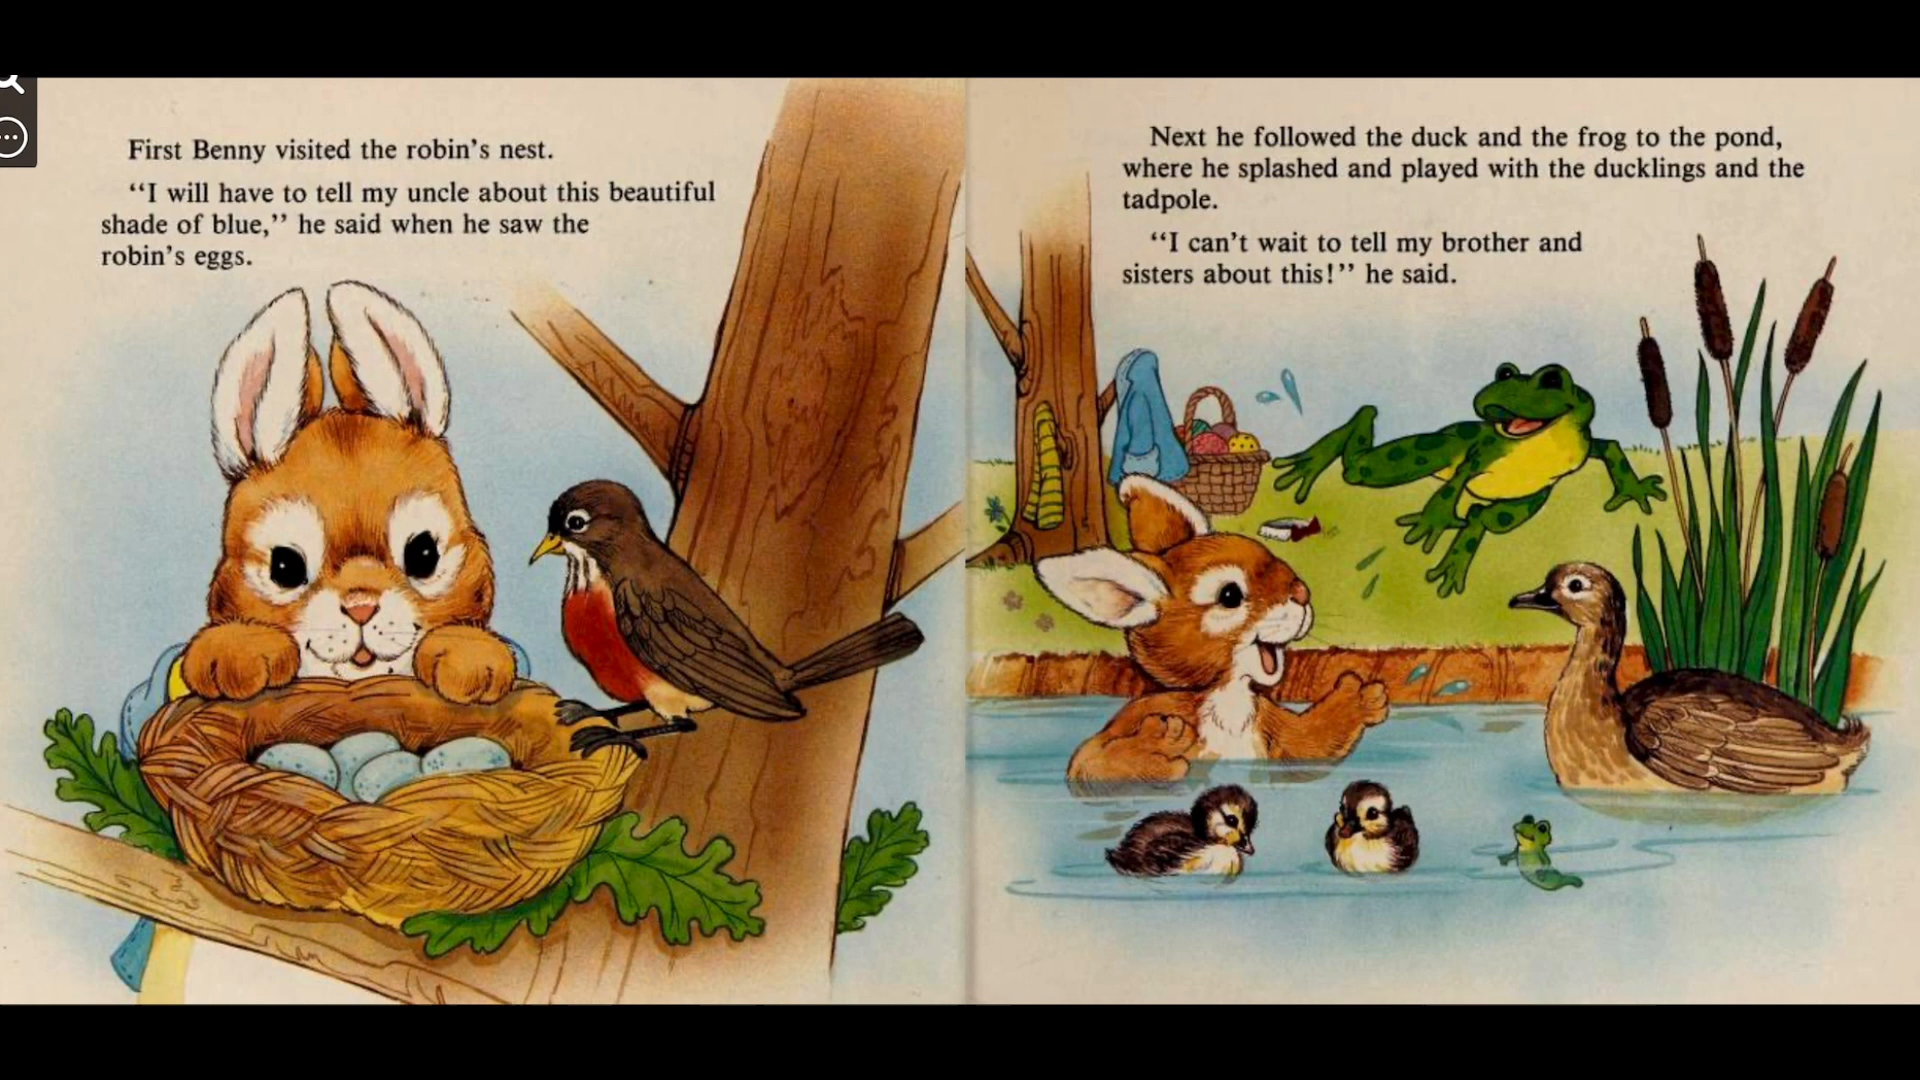 First Benny visited the robin's nest.
‘‘I will have to tell my uncle about this beautiful
shade of blue,’’ he said when he saw the
robin's eggs.
Next he followed the duck and the frog to the pond,
where he splashed and played with the ducklings and the
tadpole.
‘‘I can't wait to tell my brother and
sisters about this!’’ he said.